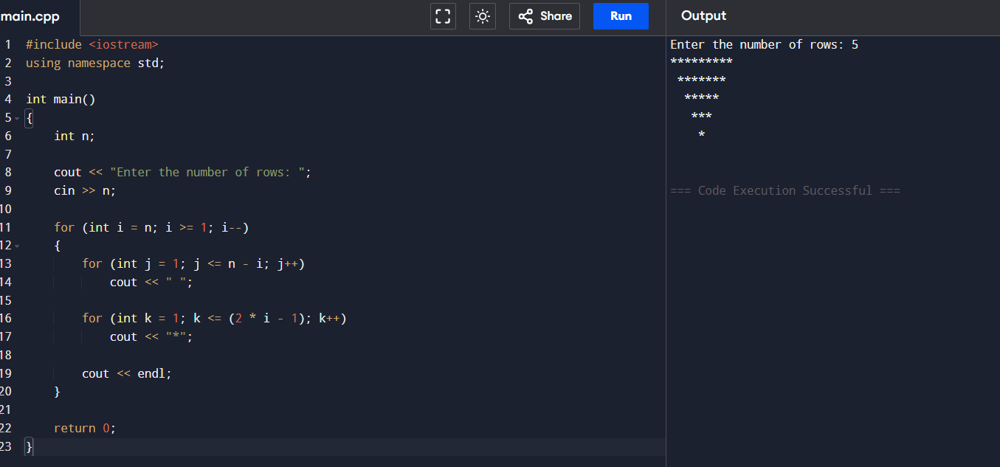 main.cpp
Share
Run
Output
1 #include <iostream>
2 using namespace std;
3
4 int main()
5 {
6     int n;
7
8     cout << "Enter the number of rows: ";
9     cin >> n;
10
11     for (int i = n; i >= 1; i--)
12     {
13         for (int j = 1; j <= n - i; j++)
14             cout << " ";
15
16         for (int k = 1; k <= (2 * i - 1); k++)
17             cout << "*";
18
19         cout << endl;
20     }
21
22     return 0;
23 }
Enter the number of rows: 5
*********
 *******
  *****
   ***
    *
=== Code Execution Successful ===